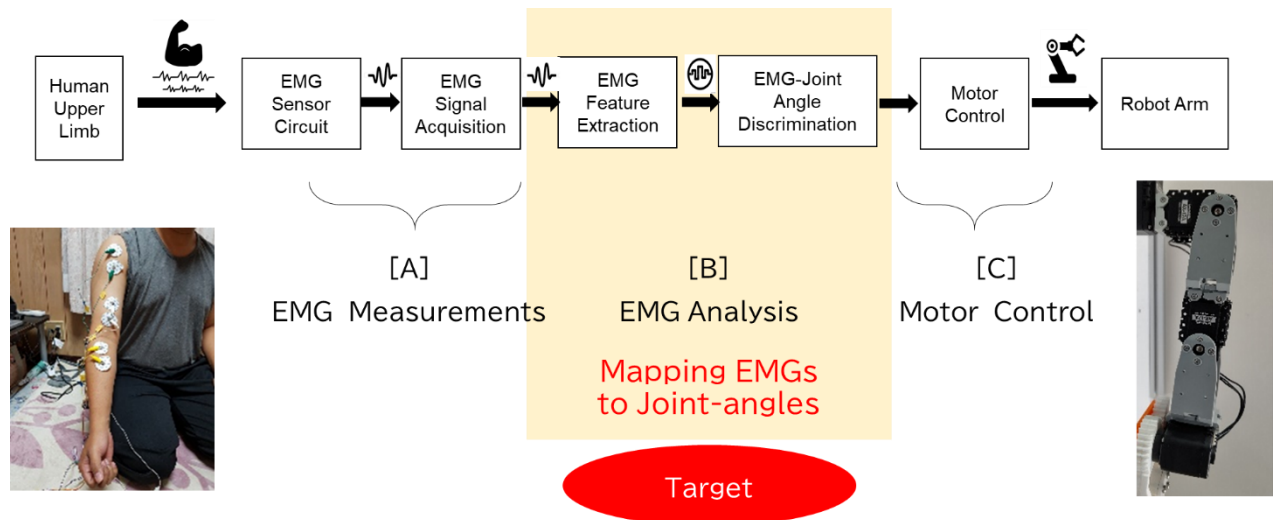 Human
Upper
Limb
EMG
Sensor
Circuit
EMG
Signal
Acquisition
EMG
Feature
Extraction
EMG-Joint
Angle
Discrimination
Motor
Control
Robot Arm
[A]
EMG Measurements
[B]
EMG Analysis
[C]
Motor Control
Mapping EMGs
to Joint-angles
Target